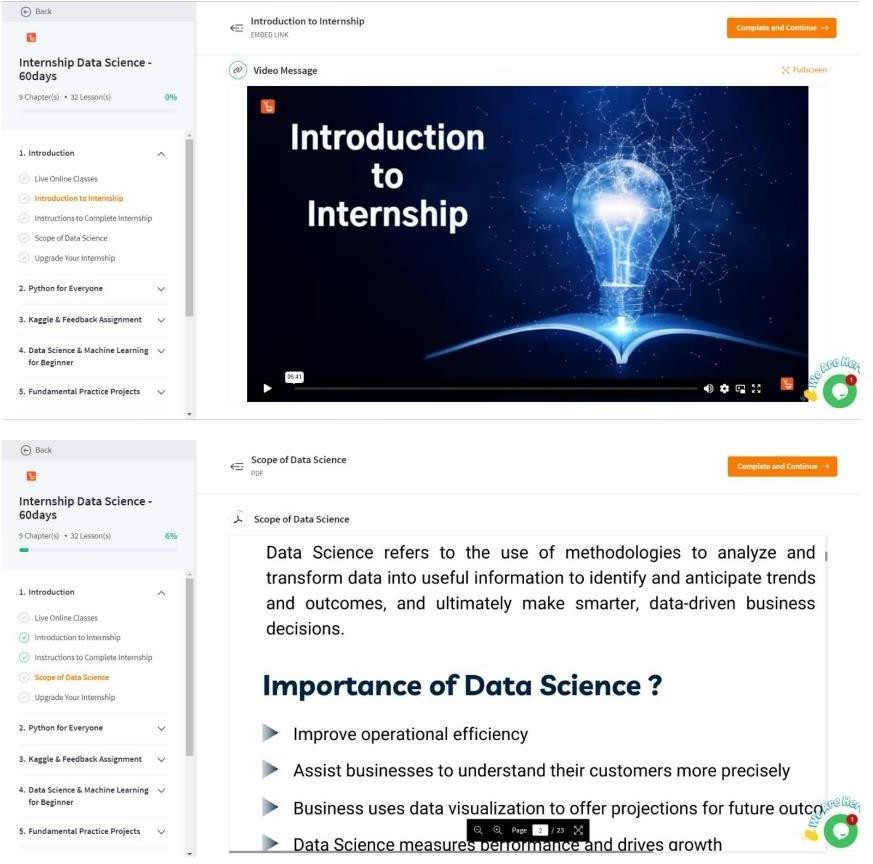 Back
Internship Data Science -
60days
9 Chapter(s) • 32 Lesson(s) 0%
1. Introduction
Live Online Classes
Introduction to Internship
Instructions to Complete Internship
Scope of Data Science
Upgrade Your Internship
2. Python for Everyone
3. Kaggle & Feedback Assignment
4. Data Science & Machine Learning
for Beginner
5. Fundamental Practice Projects
Introduction to Internship
EMBED LINK
Complete and Continue →
Video Message
Fullscreen
Introduction
to
Internship
06:41
We Are Her
1
Back
Internship Data Science -
60days
9 Chapter(s) • 32 Lesson(s) 6%
1. Introduction
Live Online Classes
Introduction to Internship
Instructions to Complete Internship
Scope of Data Science
Upgrade Your Internship
2. Python for Everyone
3. Kaggle & Feedback Assignment
4. Data Science & Machine Learning
for Beginner
5. Fundamental Practice Projects
Scope of Data Science
PDF
Complete and Continue →
Scope of Data Science
Data Science refers to the use of methodologies to analyze and
transform data into useful information to identify and anticipate trends
and outcomes, and ultimately make smarter, data-driven business
decisions.
Importance of Data Science ?
Improve operational efficiency
Assist businesses to understand their customers more precisely
Business uses data visualization to offer projections for future outco
Page 2 / 23
Data Science measures performance and drives growth
We Are Her
1